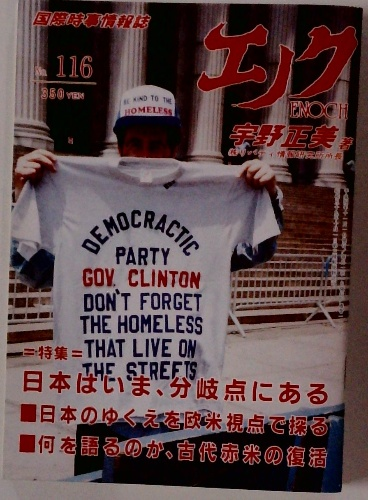 国際時事情報誌
エノク
ENOCH
No. 116
350 YEN
宇野正美 著
BE KIND TO THE
HOMELESS
DEMOCRACTIC
PARTY
GOV. CLINTON
DON'T FORGET
THE HOMELESS
THAT LIVE ON
THE STREETS
=特集=
日本はいま、分岐点にある
■日本のゆくえを欧米視点で探る
■何を語るのか、古代赤米の復活